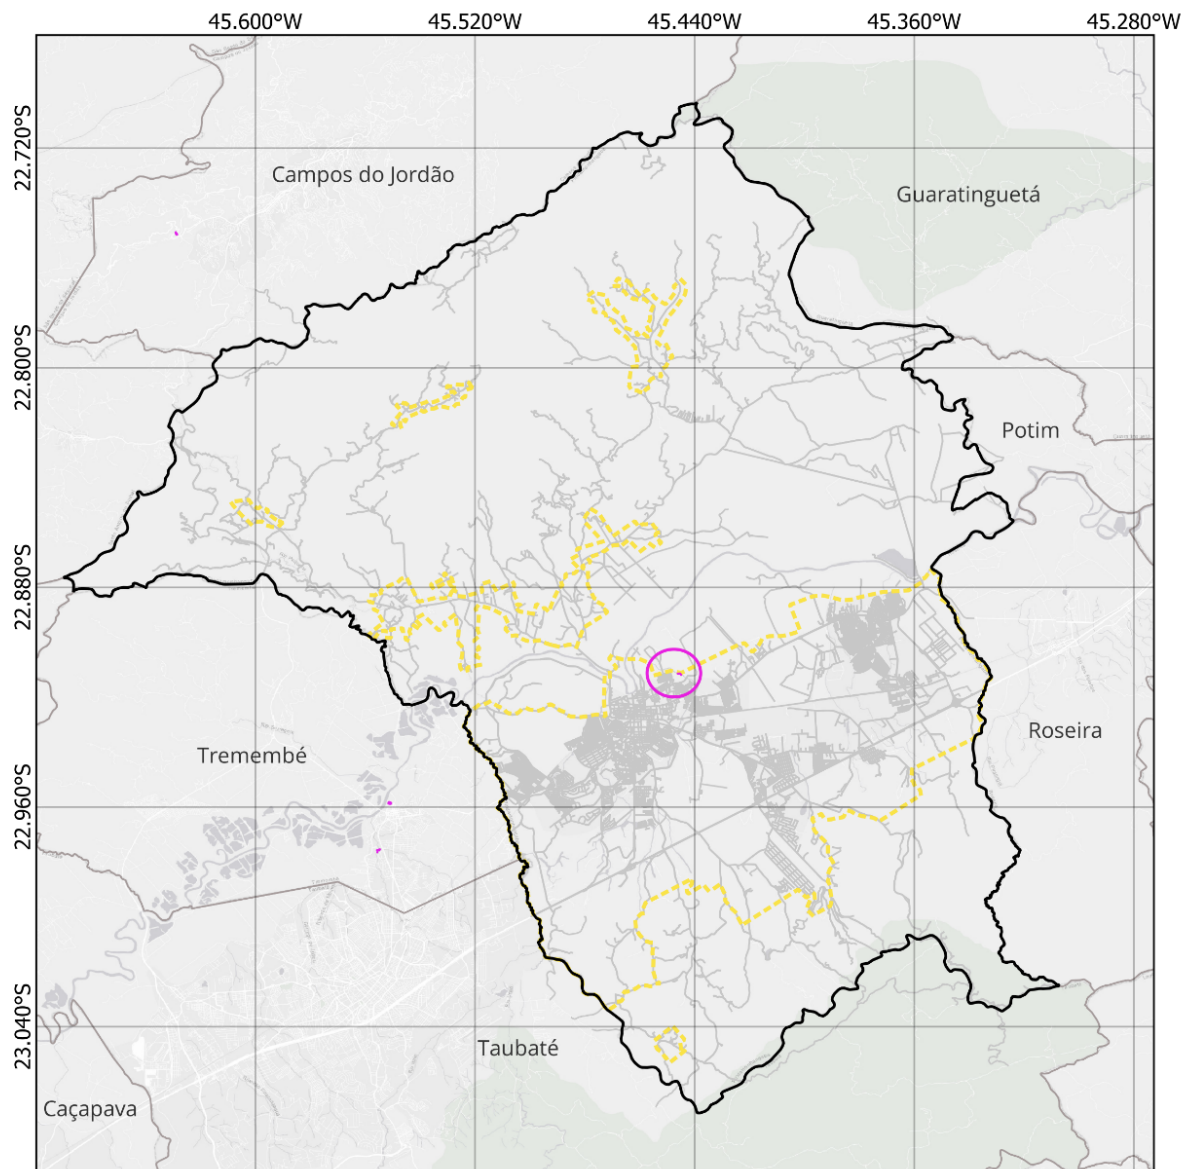 45.600°W 45.520°W 45.440°W 45.360°W 45.280°W
22.720°S
Campos do Jordão
Guaratinguetá
22.800°S
Potim
22.880°S
Roseira
Tremembé
22.960°S
23.040°S
Taubaté
Caçapava